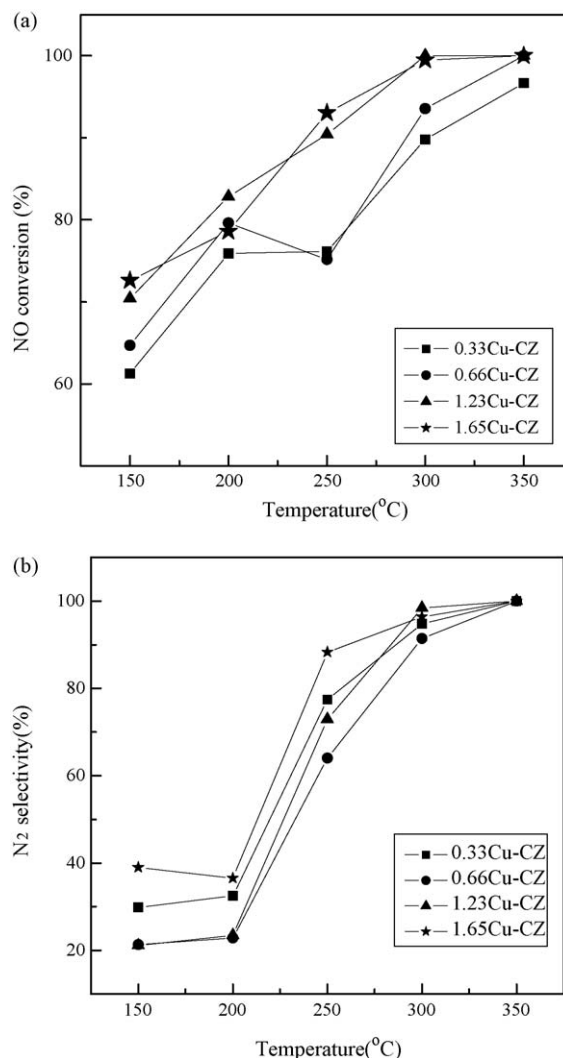 (a)
100
80
60
NO conversion (%)
0.33Cu-CZ
0.66Cu-CZ
1.23Cu-CZ
1.65Cu-CZ
150 200 250 300 350
Temperature(°C)
(b)
100
80
60
40
20
N2 selectivity(%)
0.33Cu-CZ
0.66Cu-CZ
1.23Cu-CZ
1.65Cu-CZ
150 200 250 300 350
Temperature(°C)